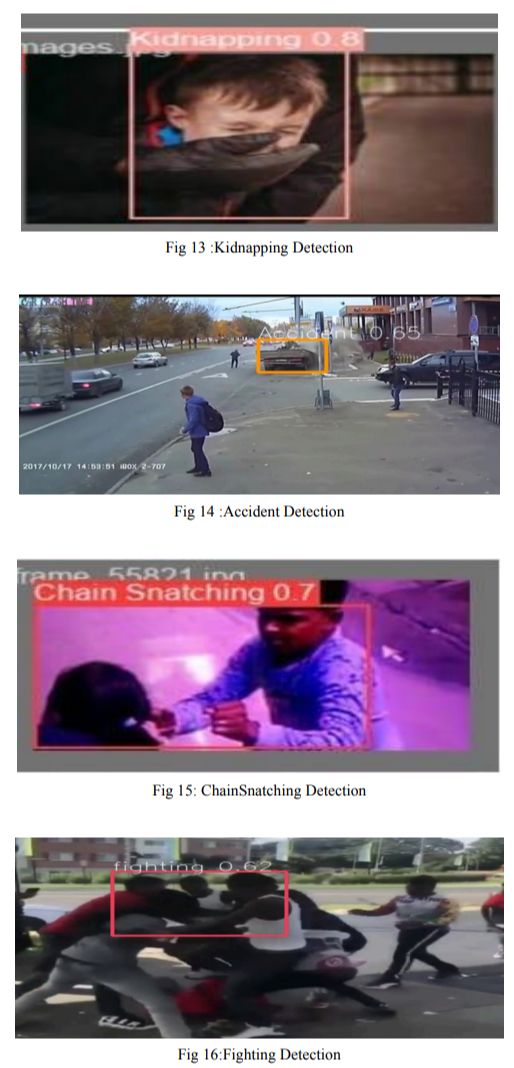 Kidnapping 0.8
mages.jpg
Fig 13 :Kidnapping Detection
Accident 0.65
2017/10/17 14:53:51 iBOX Z-707
Fig 14 :Accident Detection
frame_55821.jpg
Chain Snatching 0.7
Fig 15: ChainSnatching Detection
fighting 0.62
Fig 16:Fighting Detection